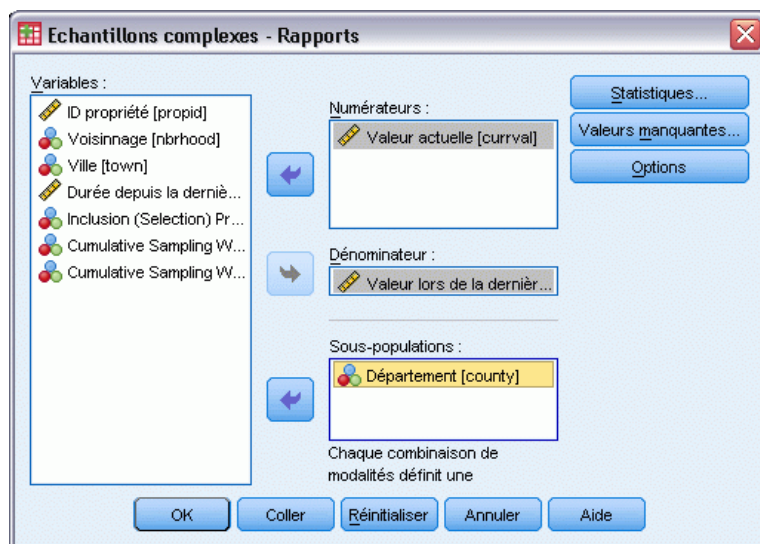 Echantillons complexes - Rapports
Variables :
ID propriété [propid]
Voisinnage [nbrhood]
Ville [town]
Durée depuis la derniè...
Inclusion (Selection) Pr...
Cumulative Sampling W...
Cumulative Sampling W...
Numérateurs :
Valeur actuelle [currval]
Dénominateur :
Valeur lors de la dernièr...
Sous-populations :
Département [county]
Chaque combinaison de
modalités définit une
Statistiques...
Valeurs manquantes...
Options
OK
Coller
Réinitialiser
Annuler
Aide